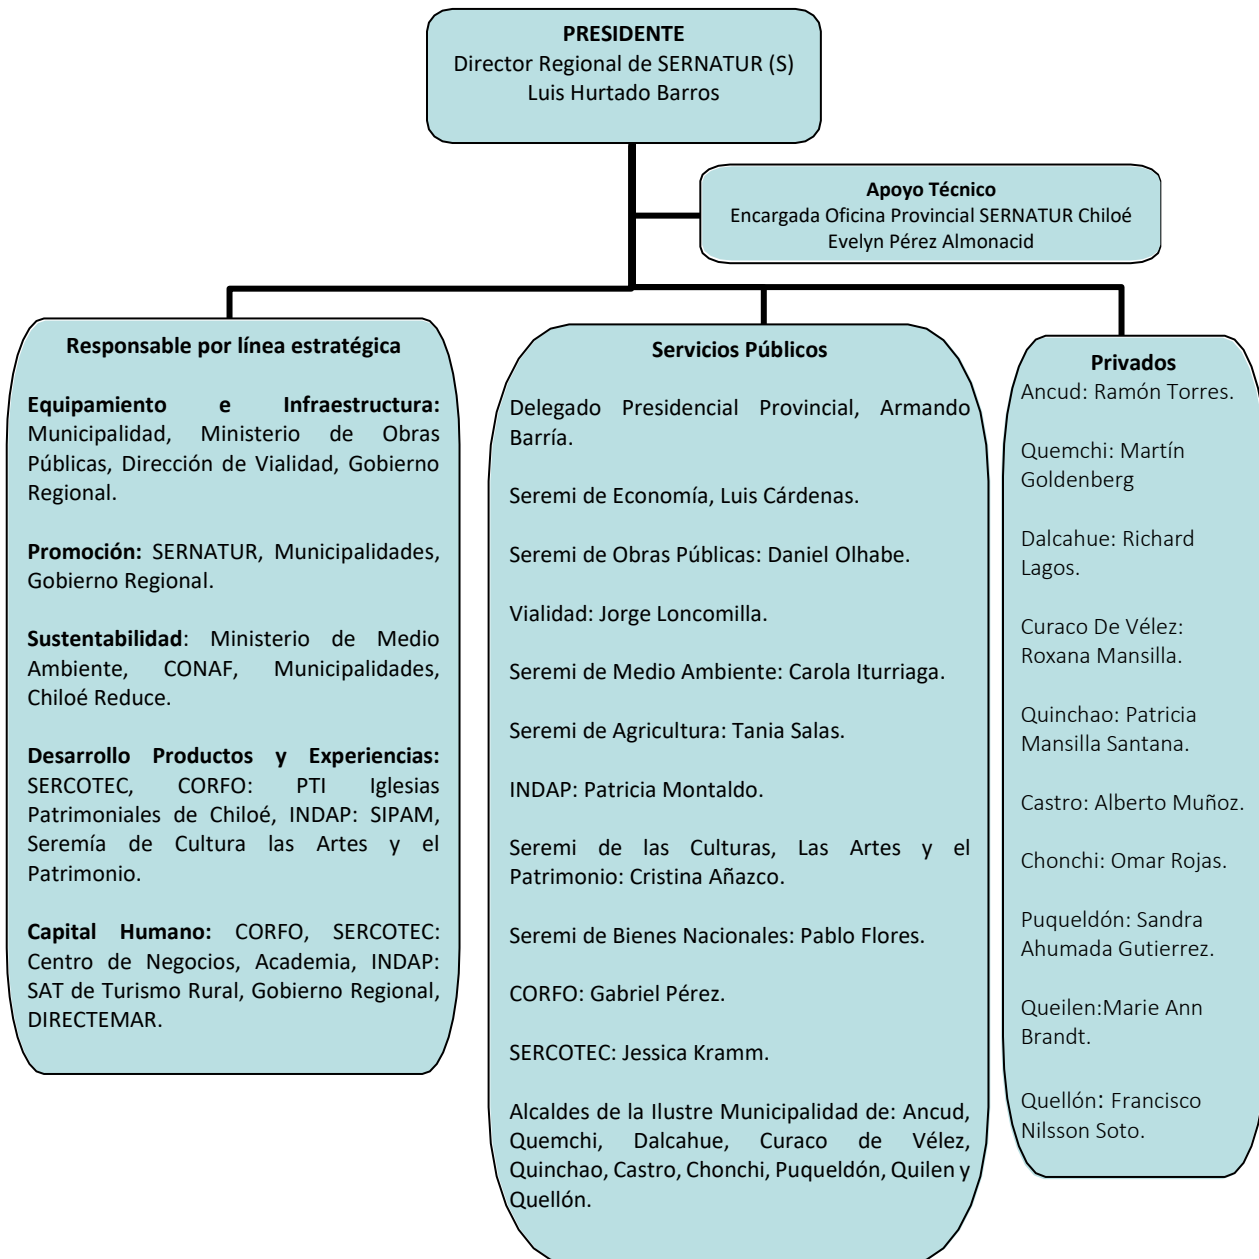 PRESIDENTE
Director Regional de SERNATUR (S)
Luis Hurtado Barros
Apoyo Técnico
Encargada Oficina Provincial SERNATUR Chiloé
Evelyn Pérez Almonacid
Responsable por línea estratégica
Equipamiento e Infraestructura:
Municipalidad, Ministerio de Obras
Públicas, Dirección de Vialidad, Gobierno
Regional.
Promoción: SERNATUR, Municipalidades,
Gobierno Regional.
Sustentabilidad: Ministerio de Medio
Ambiente, CONAF, Municipalidades,
Chiloé Reduce.
Desarrollo Productos y Experiencias:
SERCOTEC, CORFO: PTI Iglesias
Patrimoniales de Chiloé, INDAP: SIPAM,
Seremía de Cultura las Artes y el
Patrimonio.
Capital Humano: CORFO, SERCOTEC:
Centro de Negocios, Academia, INDAP:
SAT de Turismo Rural, Gobierno Regional,
DIRECTEMAR.
Servicios Públicos
Delegado Presidencial Provincial, Armando
Barría.
Seremi de Economía, Luis Cárdenas.
Seremi de Obras Públicas: Daniel Olhabe.
Vialidad: Jorge Loncomilla.
Seremi de Medio Ambiente: Carola Iturriaga.
Seremi de Agricultura: Tania Salas.
INDAP: Patricia Montaldo.
Seremi de las Culturas, Las Artes y el
Patrimonio: Cristina Añazco.
Seremi de Bienes Nacionales: Pablo Flores.
CORFO: Gabriel Pérez.
SERCOTEC: Jessica Kramm.
Alcaldes de la Ilustre Municipalidad de: Ancud,
Quemchi, Dalcahue, Curaco de Vélez,
Quinchao, Castro, Chonchi, Puqueldón, Quilen y
Quellón.
Privados
Ancud: Ramón Torres.
Quemchi: Martín
Goldenberg
Dalcahue: Richard
Lagos.
Curaco De Vélez:
Roxana Mansilla.
Quinchao: Patricia
Mansilla Santana.
Castro: Alberto Muñoz.
Chonchi: Omar Rojas.
Puqueldón: Sandra
Ahumada Gutierrez.
Queilen:Marie Ann
Brandt.
Quellón: Francisco
Nilsson Soto.